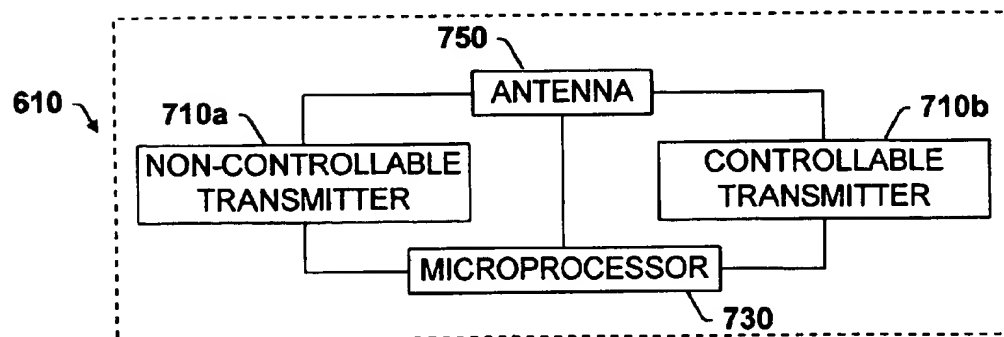 750
610
ANTENNA
710a
710b
NON-CONTROLLABLE
TRANSMITTER
CONTROLLABLE
TRANSMITTER
MICROPROCESSOR
730